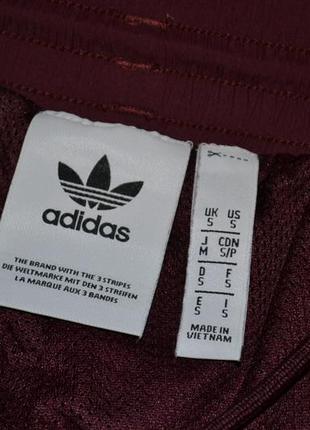 adidas
THE BRAND WITH THE 3 STRIPES
DIE WELTMARKE MIT DEN 3 STREIFEN
LA MARQUE AUX 3 BANDES
UK US
S S
J CDN
M S/P
D F
S S
E I
S S
MADE IN
VIETNAM